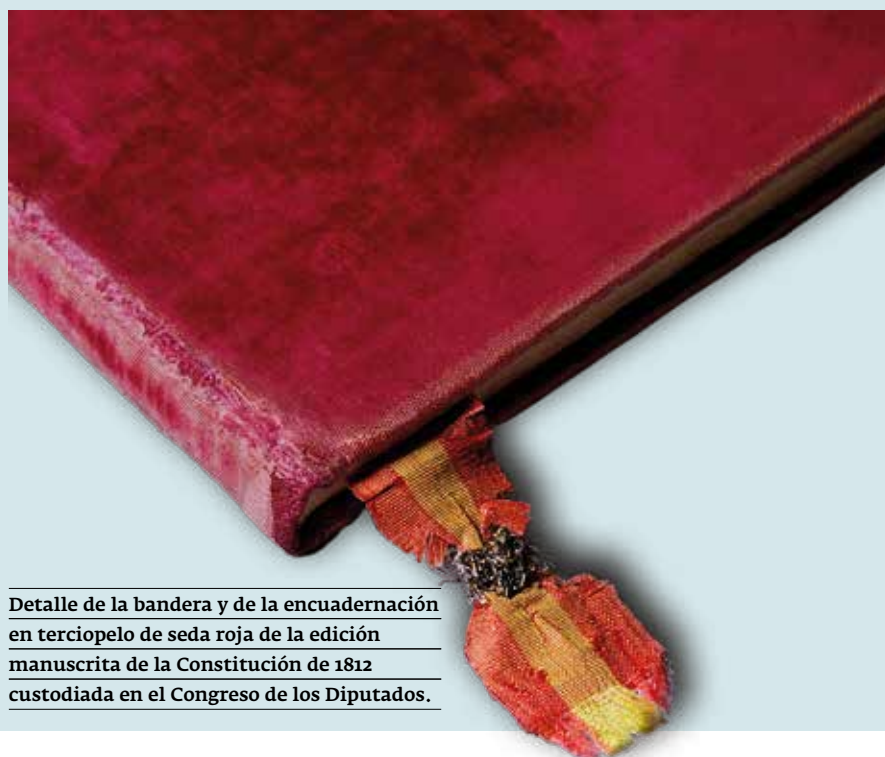 Detalle de la bandera y de la encuadernación
en terciopelo de seda roja de la edición
manuscrita de la Constitución de 1812
custodiada en el Congreso de los Diputados.